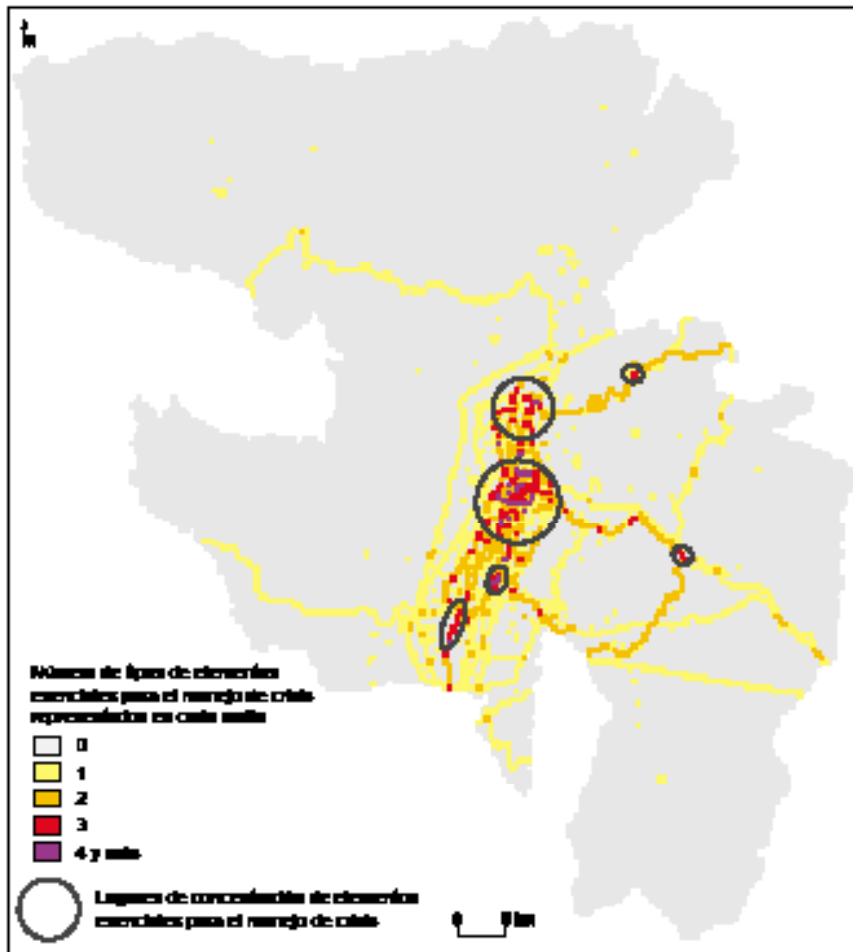 N
Número de tipos de elementos
esenciales para el manejo de crisis
representados en cada malla
0
1
2
3
4 y más
Lugares de concentración de elementos
esenciales para el manejo de crisis
0 km